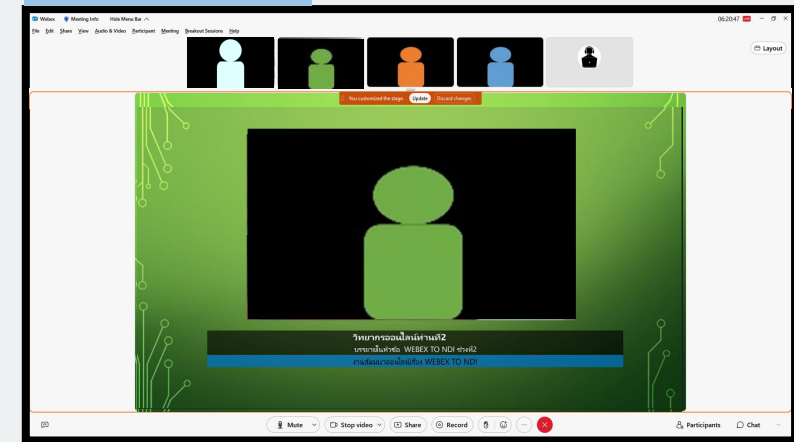 Webex Meeting Info Hide Menu Bar 06:20:47
File Edit Share View Audio & Video Participant Meeting Breakout Sessions Help
Layout
You customized the stage. Update Discard changes
วิทยากรออนไลน์ท่านที่2
บรรยายในหัวข้อ WEBEX TO NDI ช่วงที่2
งานสัมมนาออนไลน์เรื่อง WEBEX TO NDI
Mute Stop video Share Record Participants Chat